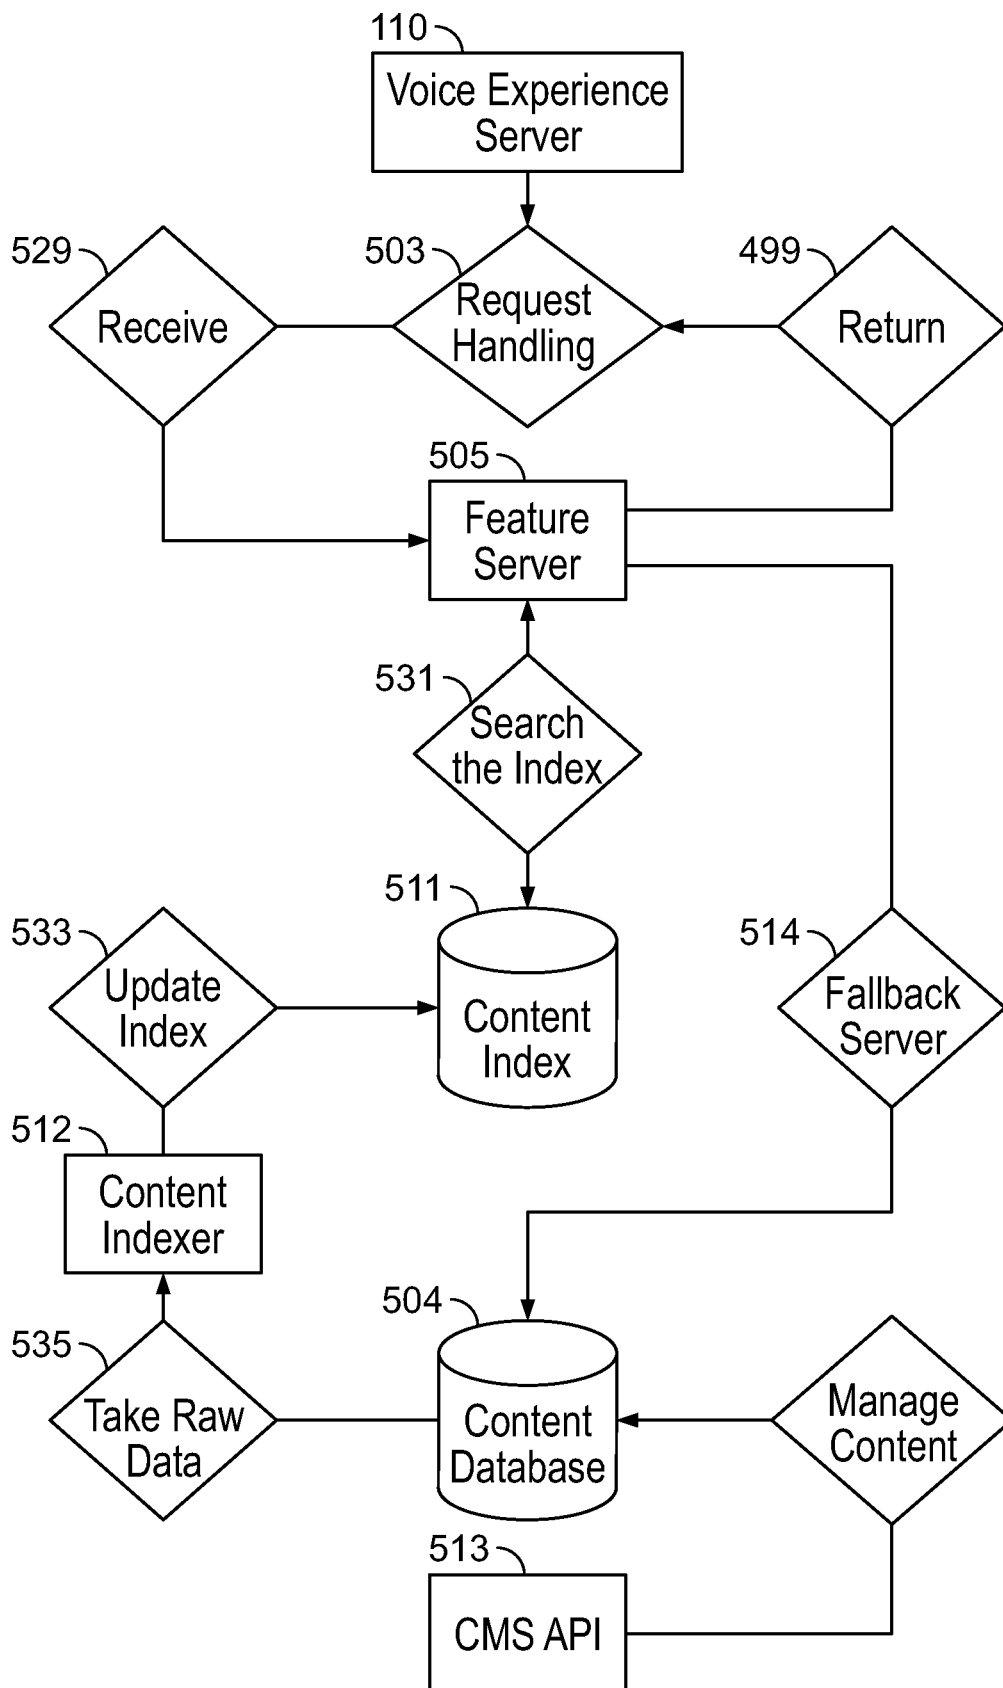 110
Voice Experience
Server
529
503
499
Receive
Request
Handling
Return
505
Feature
Server
531
Search
the Index
511
533
514
Update
Index
Content
Index
Fallback
Server
512
Content
Indexer
504
535
Take Raw
Data
Content
Database
Manage
Content
513
CMS API